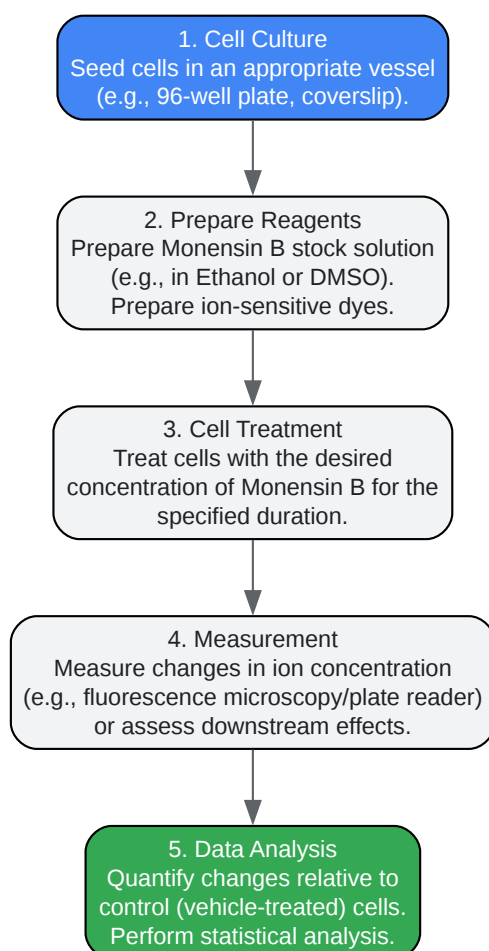 1. Cell Culture
Seed cells in an appropriate vessel
(e.g., 96-well plate, coverslip).
2. Prepare Reagents
Prepare Monensin B stock solution
(e.g., in Ethanol or DMSO).
Prepare ion-sensitive dyes.
3. Cell Treatment
Treat cells with the desired
concentration of Monensin B for the
specified duration.
4. Measurement
Measure changes in ion concentration
(e.g., fluorescence microscopy/plate reader)
or assess downstream effects.
5. Data Analysis
Quantify changes relative to
control (vehicle-treated) cells.
Perform statistical analysis.